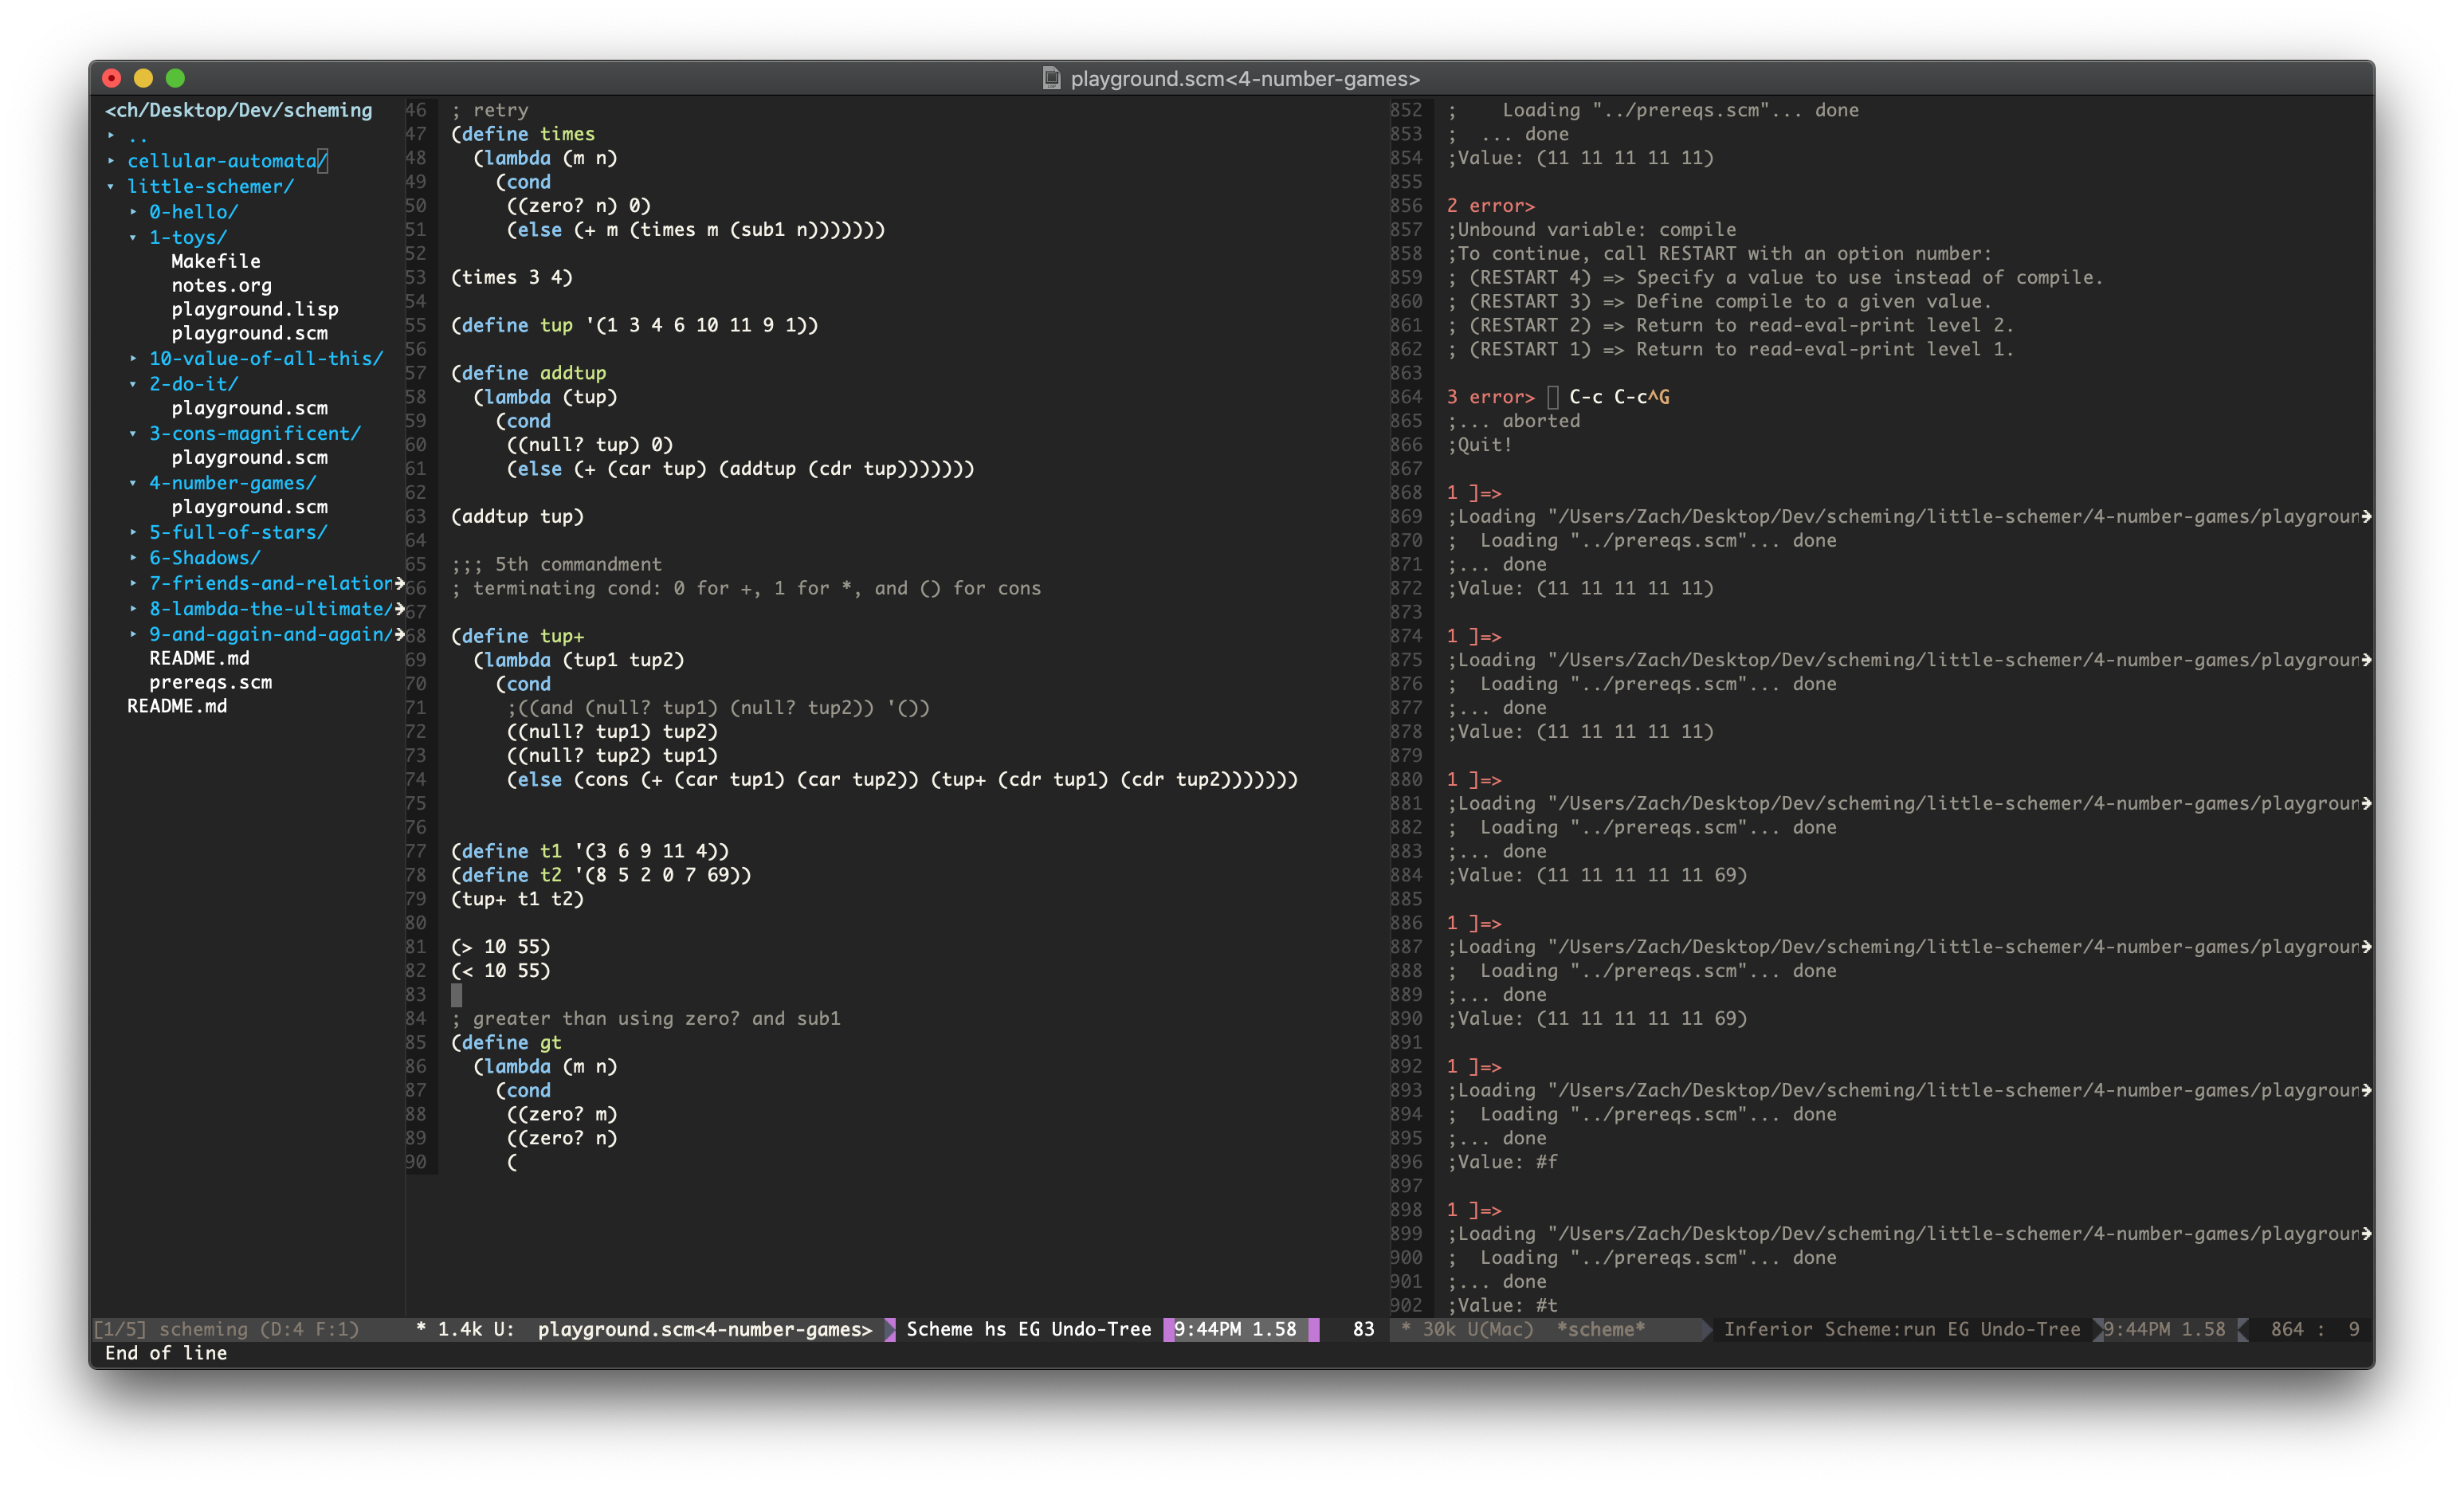 playground.scm<4-number-games>
<ch/Desktop/Dev/scheming
..
cellular-automata/
little-schemer/
0-hello/
1-toys/
Makefile
notes.org
playground.lisp
playground.scm
10-value-of-all-this/
2-do-it/
playground.scm
3-cons-magnificent/
playground.scm
4-number-games/
playground.scm
5-full-of-stars/
6-Shadows/
7-friends-and-relation
8-lambda-the-ultimate/
9-and-again-and-again/
README.md
prereqs.scm
README.md
46 ; retry
47 (define times
48 (lambda (m n)
49 (cond
50 ((zero? n) 0)
51 (else (+ m (times m (sub1 n)))))))
52
53 (times 3 4)
54
55 (define tup '(1 3 4 6 10 11 9 1))
56
57 (define addtup
58 (lambda (tup)
59 (cond
60 ((null? tup) 0)
61 (else (+ (car tup) (addtup (cdr tup)))))))
62
63 (addtup tup)
64
65 ;;; 5th commandment
66 ; terminating cond: 0 for +, 1 for *, and () for cons
67
68 (define tup+
69 (lambda (tup1 tup2)
70 (cond
71 ;((and (null? tup1) (null? tup2)) '())
72 ((null? tup1) tup2)
73 ((null? tup2) tup1)
74 (else (cons (+ (car tup1) (car tup2)) (tup+ (cdr tup1) (cdr tup2)))))))
75
76
77 (define t1 '(3 6 9 11 4))
78 (define t2 '(8 5 2 0 7 69))
79 (tup+ t1 t2)
80
81 (> 10 55)
82 (< 10 55)
83
84 ; greater than using zero? and sub1
85 (define gt
86 (lambda (m n)
87 (cond
88 ((zero? m)
89 ((zero? n)
90 (
852 ;    Loading "../prereqs.scm"... done
853 ;  ... done
854 ;Value: (11 11 11 11 11)
855
856 2 error>
857 ;Unbound variable: compile
858 ;To continue, call RESTART with an option number:
859 ; (RESTART 4) => Specify a value to use instead of compile.
860 ; (RESTART 3) => Define compile to a given value.
861 ; (RESTART 2) => Return to read-eval-print level 2.
862 ; (RESTART 1) => Return to read-eval-print level 1.
863
864 3 error> C-c C-c^G
865 ;... aborted
866 ;Quit!
867
868 1 ]=>
869 ;Loading "/Users/Zach/Desktop/Dev/scheming/little-schemer/4-number-games/playgroun
870 ;  Loading "../prereqs.scm"... done
871 ;... done
872 ;Value: (11 11 11 11 11)
873
874 1 ]=>
875 ;Loading "/Users/Zach/Desktop/Dev/scheming/little-schemer/4-number-games/playgroun
876 ;  Loading "../prereqs.scm"... done
877 ;... done
878 ;Value: (11 11 11 11 11)
879
880 1 ]=>
881 ;Loading "/Users/Zach/Desktop/Dev/scheming/little-schemer/4-number-games/playgroun
882 ;  Loading "../prereqs.scm"... done
883 ;... done
884 ;Value: (11 11 11 11 11 69)
885
886 1 ]=>
887 ;Loading "/Users/Zach/Desktop/Dev/scheming/little-schemer/4-number-games/playgroun
888 ;  Loading "../prereqs.scm"... done
889 ;... done
890 ;Value: (11 11 11 11 11 69)
891
892 1 ]=>
893 ;Loading "/Users/Zach/Desktop/Dev/scheming/little-schemer/4-number-games/playgroun
894 ;  Loading "../prereqs.scm"... done
895 ;... done
896 ;Value: #f
897
898 1 ]=>
899 ;Loading "/Users/Zach/Desktop/Dev/scheming/little-schemer/4-number-games/playgroun
900 ;  Loading "../prereqs.scm"... done
901 ;... done
902 ;Value: #t
[1/5] scheming (D:4 F:1)
* 1.4k U: playground.scm<4-number-games> Scheme hs EG Undo-Tree 9:44PM 1.58 83
* 30k U(Mac) *scheme* Inferior Scheme:run EG Undo-Tree 9:44PM 1.58 864 : 9
End of line